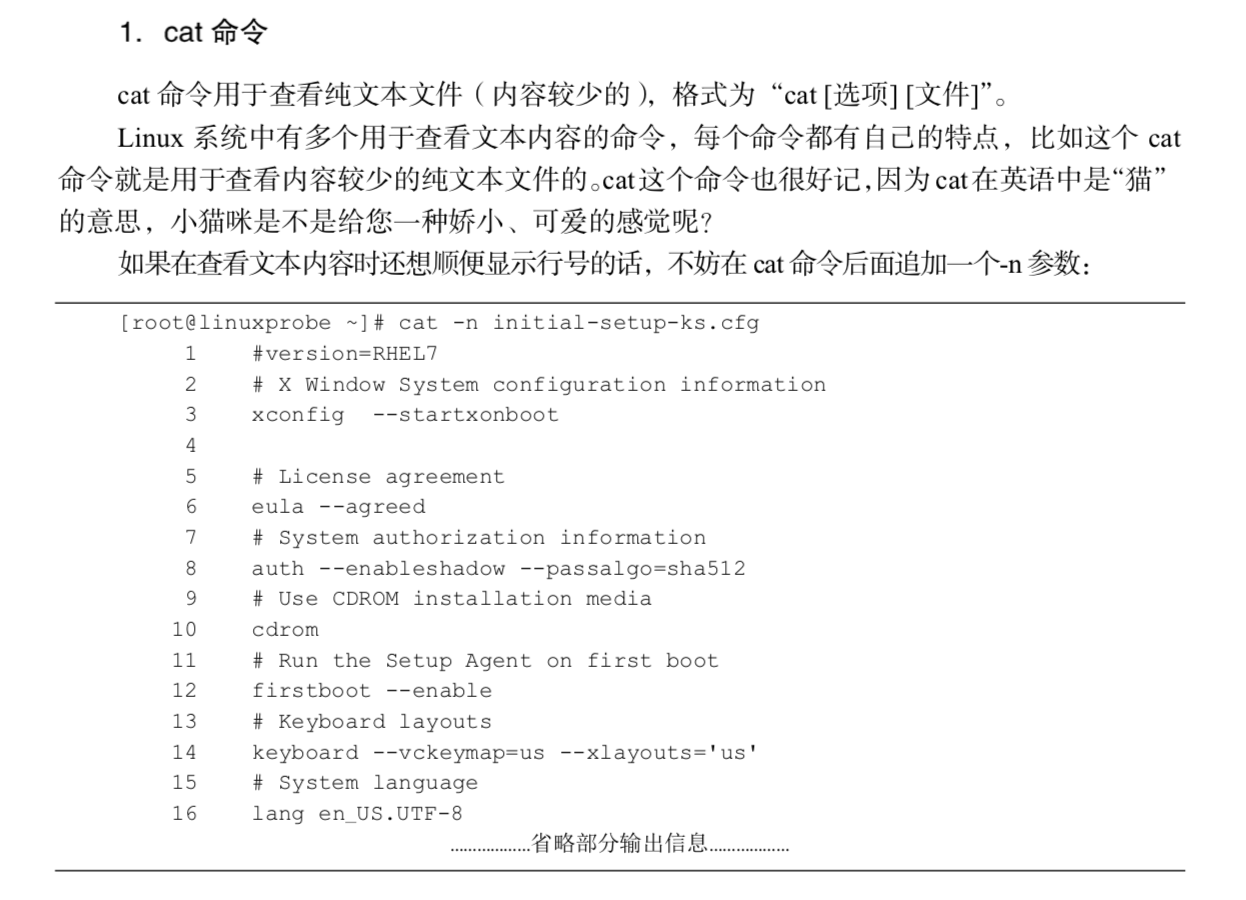 1. cat 命令
cat 命令用于查看纯文本文件（内容较少的），格式为“cat [选项] [文件]”。
Linux 系统中有多个用于查看文本内容的命令，每个命令都有自己的特点，比如这个 cat
命令就是用于查看内容较少的纯文本文件的。cat这个命令也很好记,因为cat在英语中是“猫”
的意思，小猫咪是不是给您一种娇小、可爱的感觉呢？
如果在查看文本内容时还想顺便显示行号的话，不妨在 cat 命令后面追加一个-n 参数：
[root@linuxprobe ~]# cat -n initial-setup-ks.cfg
1 #version=RHEL7
2 # X Window System configuration information
3 xconfig  --startxonboot
4
5 # License agreement
6 eula --agreed
7 # System authorization information
8 auth --enableshadow --passalgo=sha512
9 # Use CDROM installation media
10 cdrom
11 # Run the Setup Agent on first boot
12 firstboot --enable
13 # Keyboard layouts
14 keyboard --vckeymap=us --xlayouts='us'
15 # System language
16 lang en_US.UTF-8
………………省略部分输出信息………………